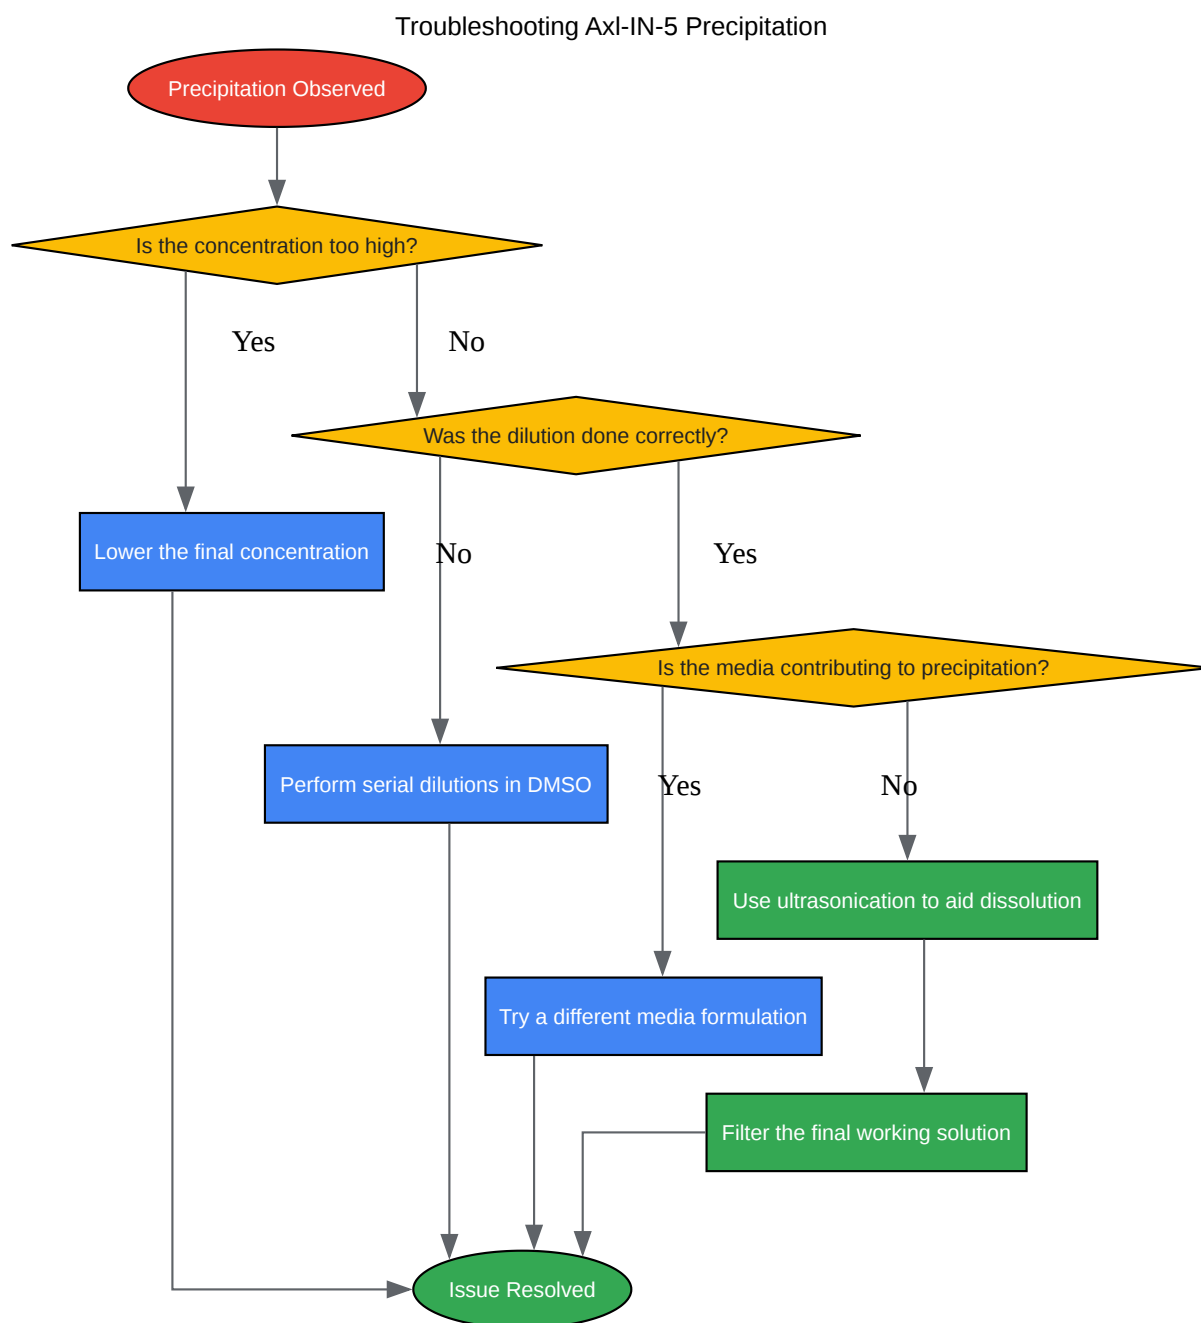 Troubleshooting Axl-IN-5 Precipitation
Precipitation Observed
Is the concentration too high?
Yes
No
Was the dilution done correctly?
Lower the final concentration
No
Yes
Is the media contributing to precipitation?
Perform serial dilutions in DMSO
Yes
No
Use ultrasonication to aid dissolution
Try a different media formulation
Filter the final working solution
Issue Resolved